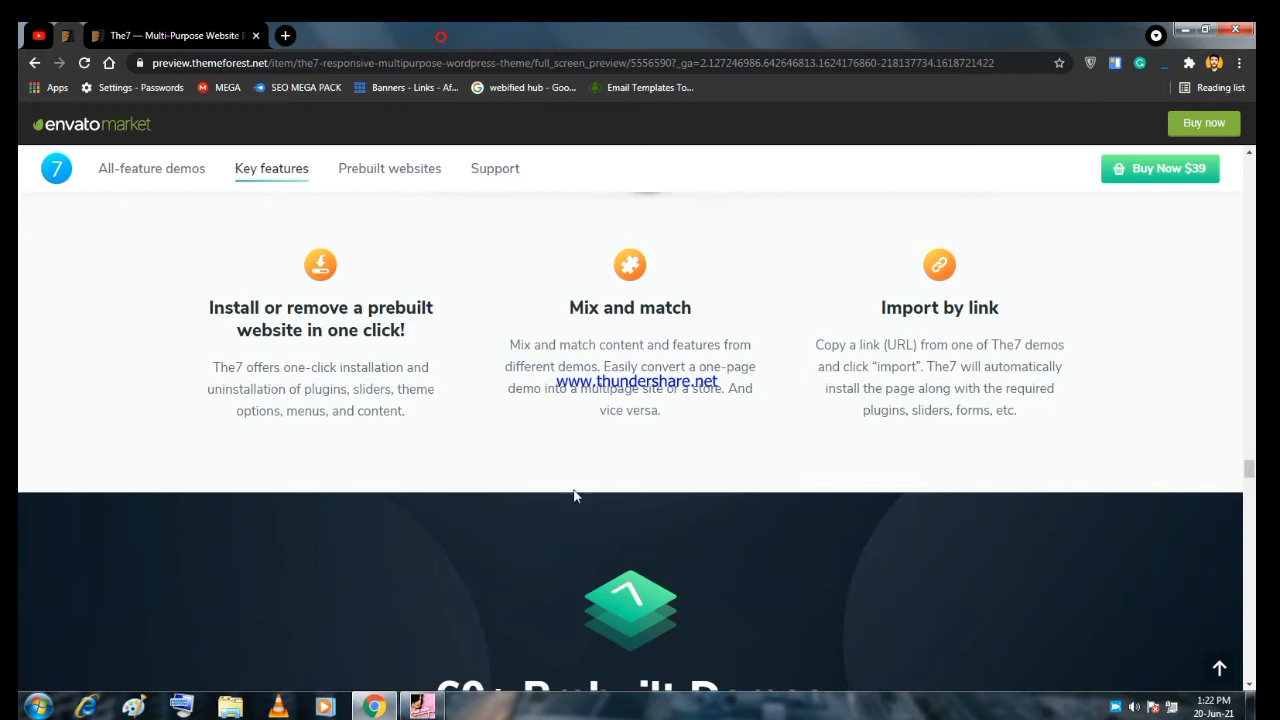 The7 — Multi-Purpose Website
preview.themeforest.net/item/the7-responsive-multipurpose-wordpress-theme/full_screen_preview/5556590?_ga=2.127246986.642646813.1624176860-218137734.1618721422
Apps Settings - Passwords MEGA SEO MEGA PACK Banners - Links - Af... webified hub - Goo... Email Templates To... Reading list
envatomarket Buy now
7 All-feature demos Key features Prebuilt websites Support Buy Now $39
Install or remove a prebuilt
website in one click!
The7 offers one-click installation and
uninstallation of plugins, sliders, theme
options, menus, and content.
Mix and match
Mix and match content and features from
different demos. Easily convert a one-page
demo into a multipage site or a store. And
vice versa.
www.thundershare.net
Import by link
Copy a link (URL) from one of The7 demos
and click “import”. The7 will automatically
install the page along with the required
plugins, sliders, forms, etc.
60+ Prebuilt Demos
1:22 PM
20-Jun-21